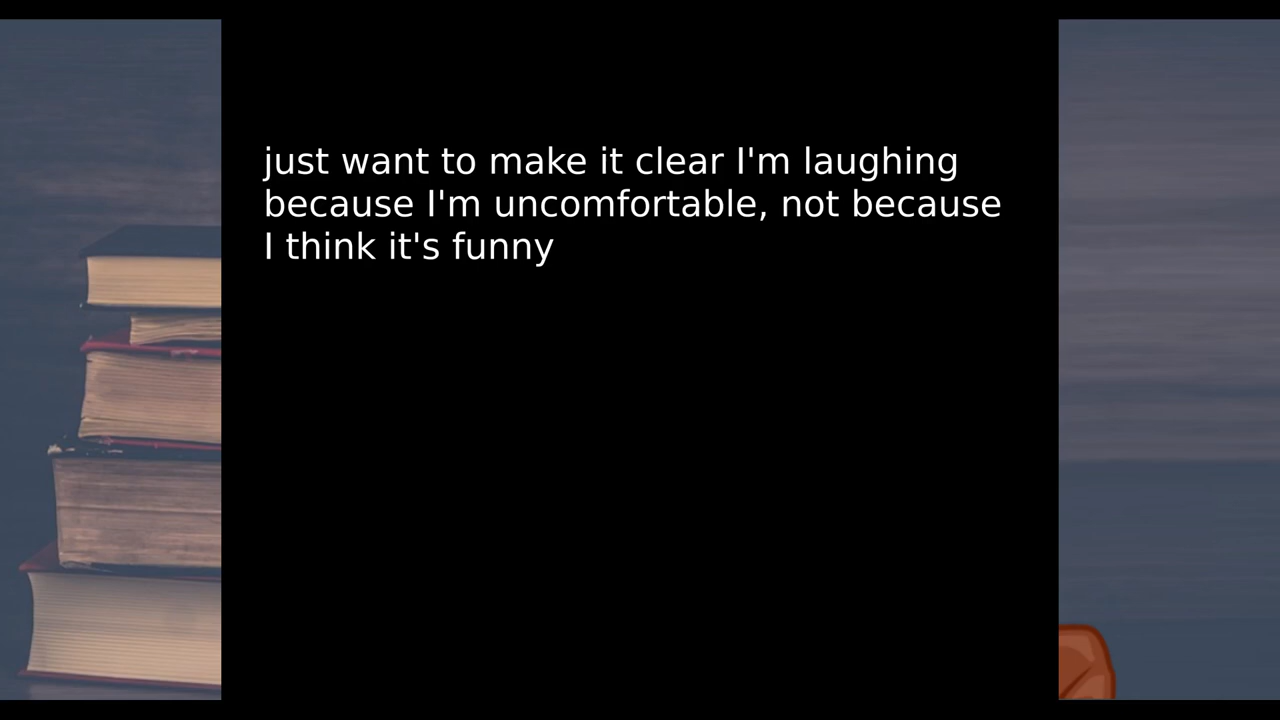 just want to make it clear I'm laughing
because I'm uncomfortable, not because
I think it's funny